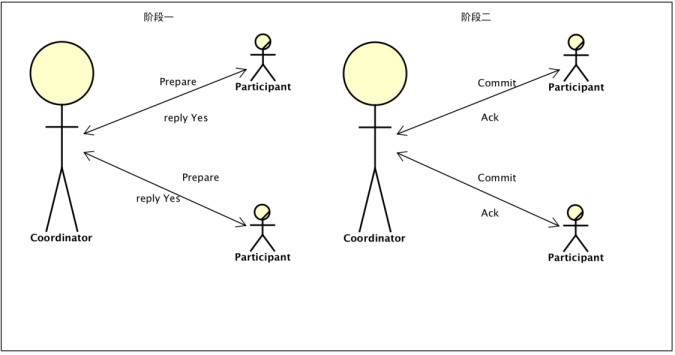 阶段一
Prepare
Participant
reply Yes
Prepare
reply Yes
Coordinator
Participant
阶段二
Commit
Participant
Ack
Commit
Ack
Coordinator
Participant